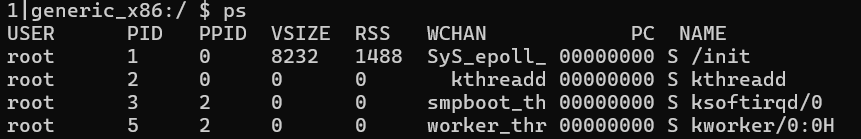 1|generic_x86:/ $ ps
USER      PID   PPID  VSIZE  RSS   WCHAN              PC  NAME
root      1     0     8232   1488  SyS_epoll_ 00000000 S /init
root      2     0     0      0       kthreadd 00000000 S kthreadd
root      3     2     0      0     smpboot_th 00000000 S ksoftirqd/0
root      5     2     0      0     worker_thr 00000000 S kworker/0:0H